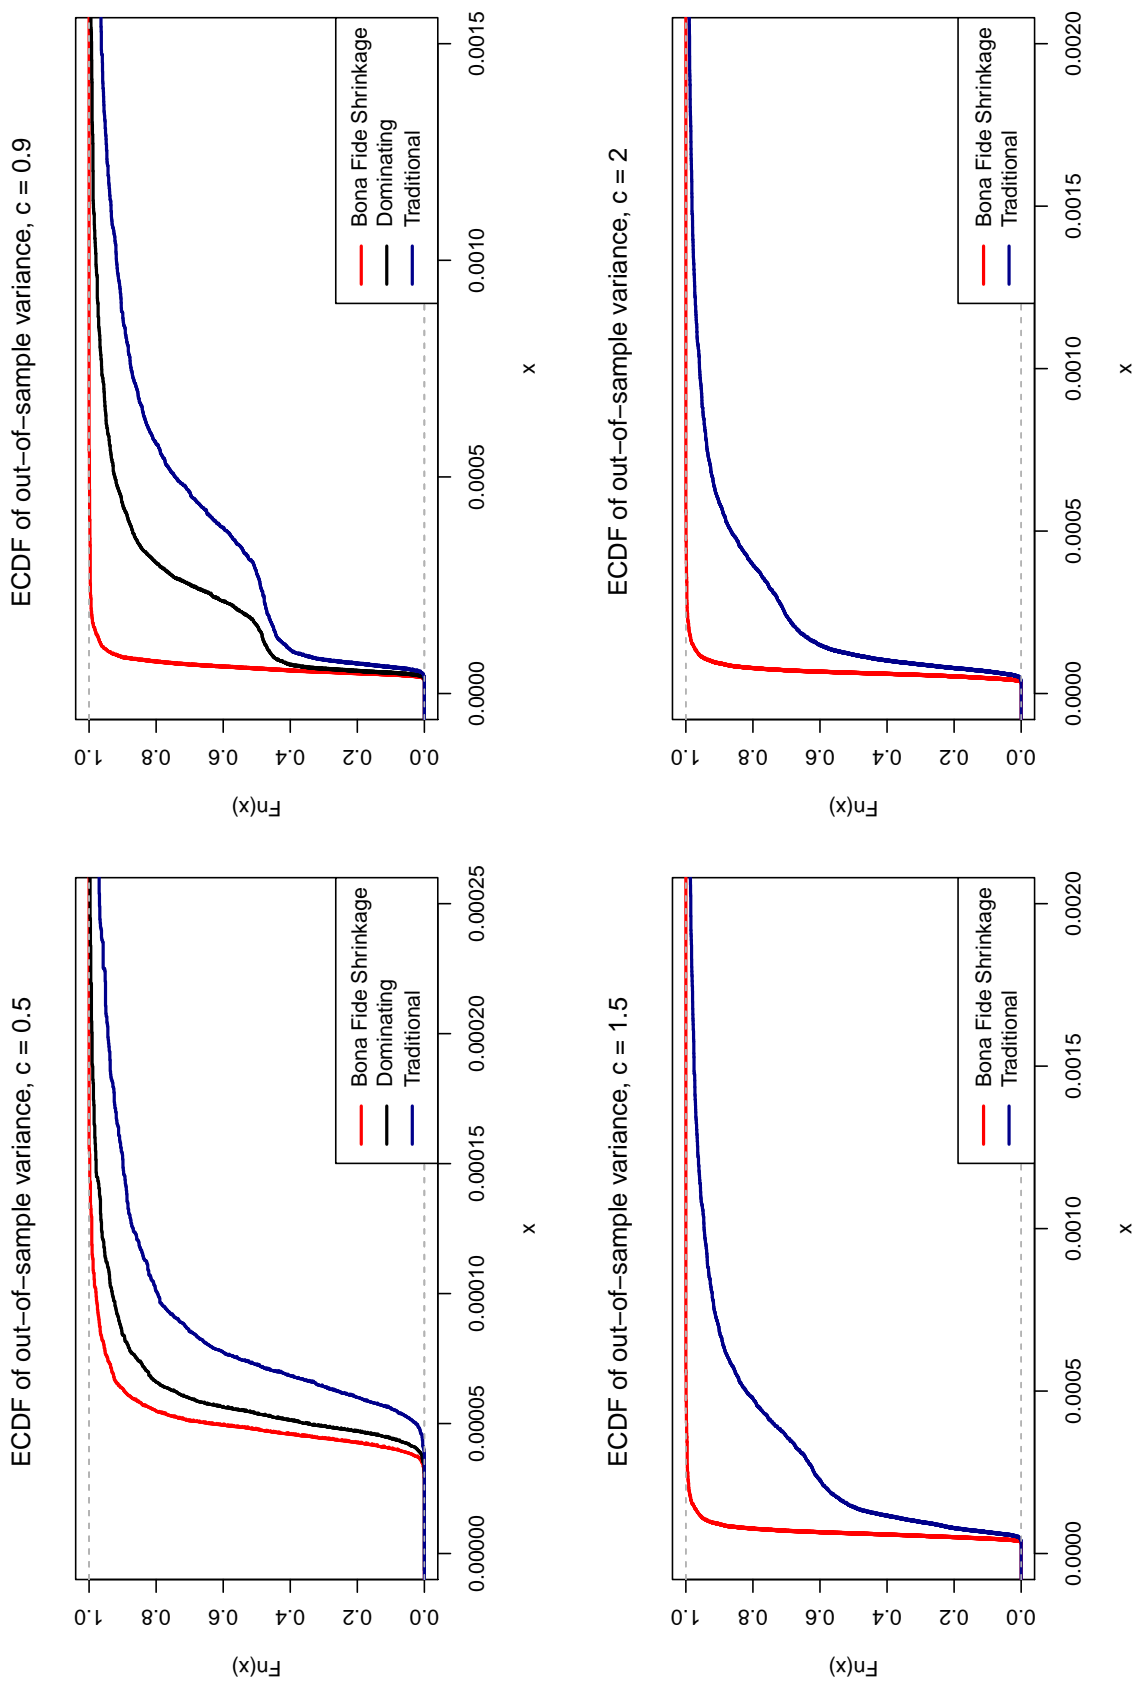 ECDF of out−of−sample variance, c = 0.5
Fn(x)
1.0
0.8
0.6
0.4
0.2
0.0
Bona Fide Shrinkage
Dominating
Traditional
0.00000
0.00005
0.00010
0.00015
0.00020
0.00025
x
ECDF of out−of−sample variance, c = 0.9
Fn(x)
1.0
0.8
0.6
0.4
0.2
0.0
Bona Fide Shrinkage
Dominating
Traditional
0.0000
0.0005
0.0010
0.0015
x
ECDF of out−of−sample variance, c = 1.5
Fn(x)
1.0
0.8
0.6
0.4
0.2
0.0
Bona Fide Shrinkage
Traditional
0.0000
0.0005
0.0010
0.0015
0.0020
x
ECDF of out−of−sample variance, c = 2
Fn(x)
1.0
0.8
0.6
0.4
0.2
0.0
Bona Fide Shrinkage
Traditional
0.0000
0.0005
0.0010
0.0015
0.0020
x